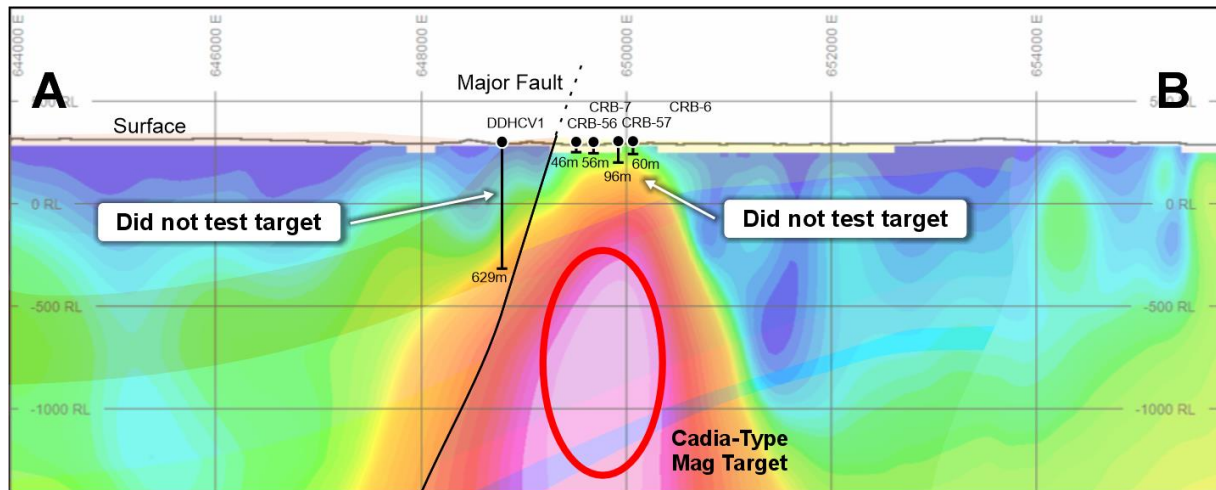 644000 E
646000 E
648000 E
650000 E
652000 E
654000 E
A
B
Major Fault
CRB-7
CRB-6
DDHCV1
CRB-56
CRB-57
Surface
46m
56m
60m
96m
Did not test target
Did not test target
0 RL
0 RL
629m
-500 RL
-500 RL
-1000 RL
-1000 RL
Cadia-Type
Mag Target